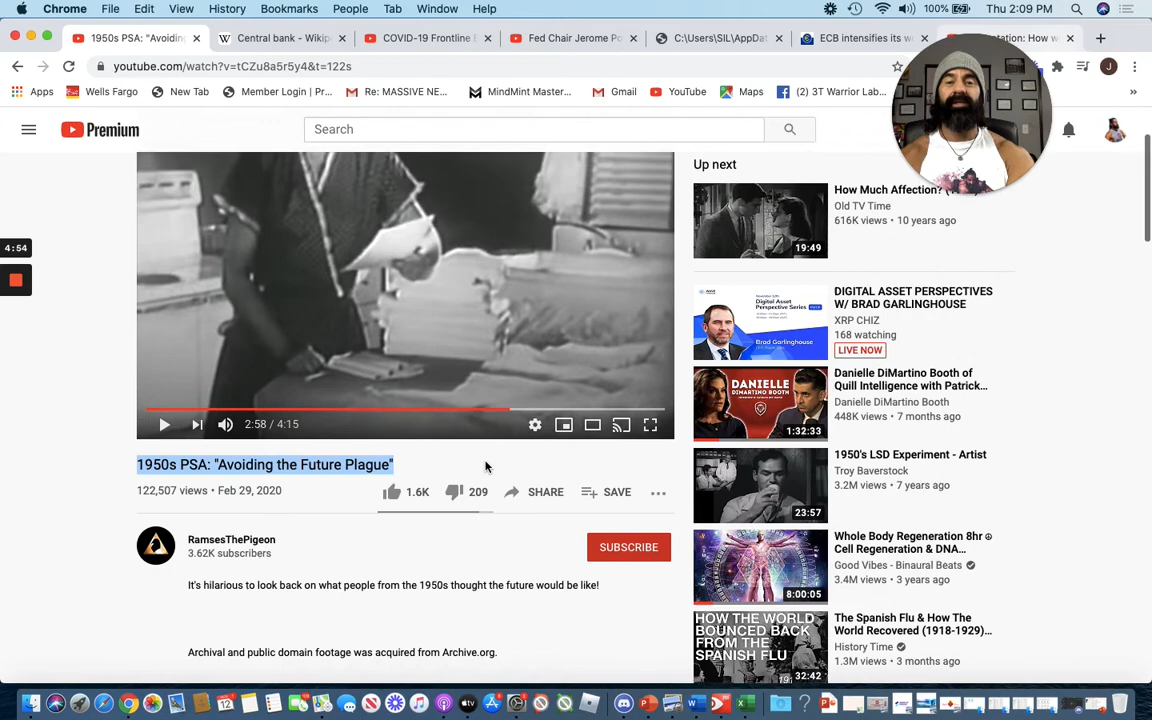 Chrome File Edit View History Bookmarks People Tab Window Help 100% Thu 2:09 PM
1950s PSA: "Avoidin
Central bank - Wikip
COVID-19 Frontline
Fed Chair Jerome Po
C:\Users\SIL\AppDat
ECB intensifies its w
tation: How w
youtube.com/watch?v=tCZu8a5r5y4&t=122s
Apps Wells Fargo New Tab Member Login | Pr... Re: MASSIVE NE... MindMint Master... Gmail YouTube Maps (2) 3T Warrior Lab...
Premium
Search
Up next
How Much Affection?
Old TV Time
616K views • 10 years ago
19:49
4:54
DIGITAL ASSET PERSPECTIVES
W/ BRAD GARLINGHOUSE
XRP CHIZ
168 watching
LIVE NOW
Digital Asset
Perspective Series
Brad Garlinghouse
Danielle DiMartino Booth of
Quill Intelligence with Patrick...
Danielle DiMartino Booth
448K views • 7 months ago
DANIELLE
DIMARTINO BOOTH
1:32:33
2:58 / 4:15
1950s PSA: "Avoiding the Future Plague"
122,507 views • Feb 29, 2020
1.6K 209 SHARE SAVE
1950's LSD Experiment - Artist
Troy Baverstock
3.2M views • 7 years ago
23:57
RamsesThePigeon
3.62K subscribers
SUBSCRIBE
It's hilarious to look back on what people from the 1950s thought the future would be like!
Archival and public domain footage was acquired from Archive.org.
Whole Body Regeneration 8hr
Cell Regeneration & DNA...
Good Vibes - Binaural Beats
3.4M views • 3 years ago
8:00:05
The Spanish Flu & How The
World Recovered (1918-1929)...
History Time
1.3M views • 3 months ago
HOW THE WORLD
BOUNCED BACK
FROM THE
SPANISH FLU
32:42